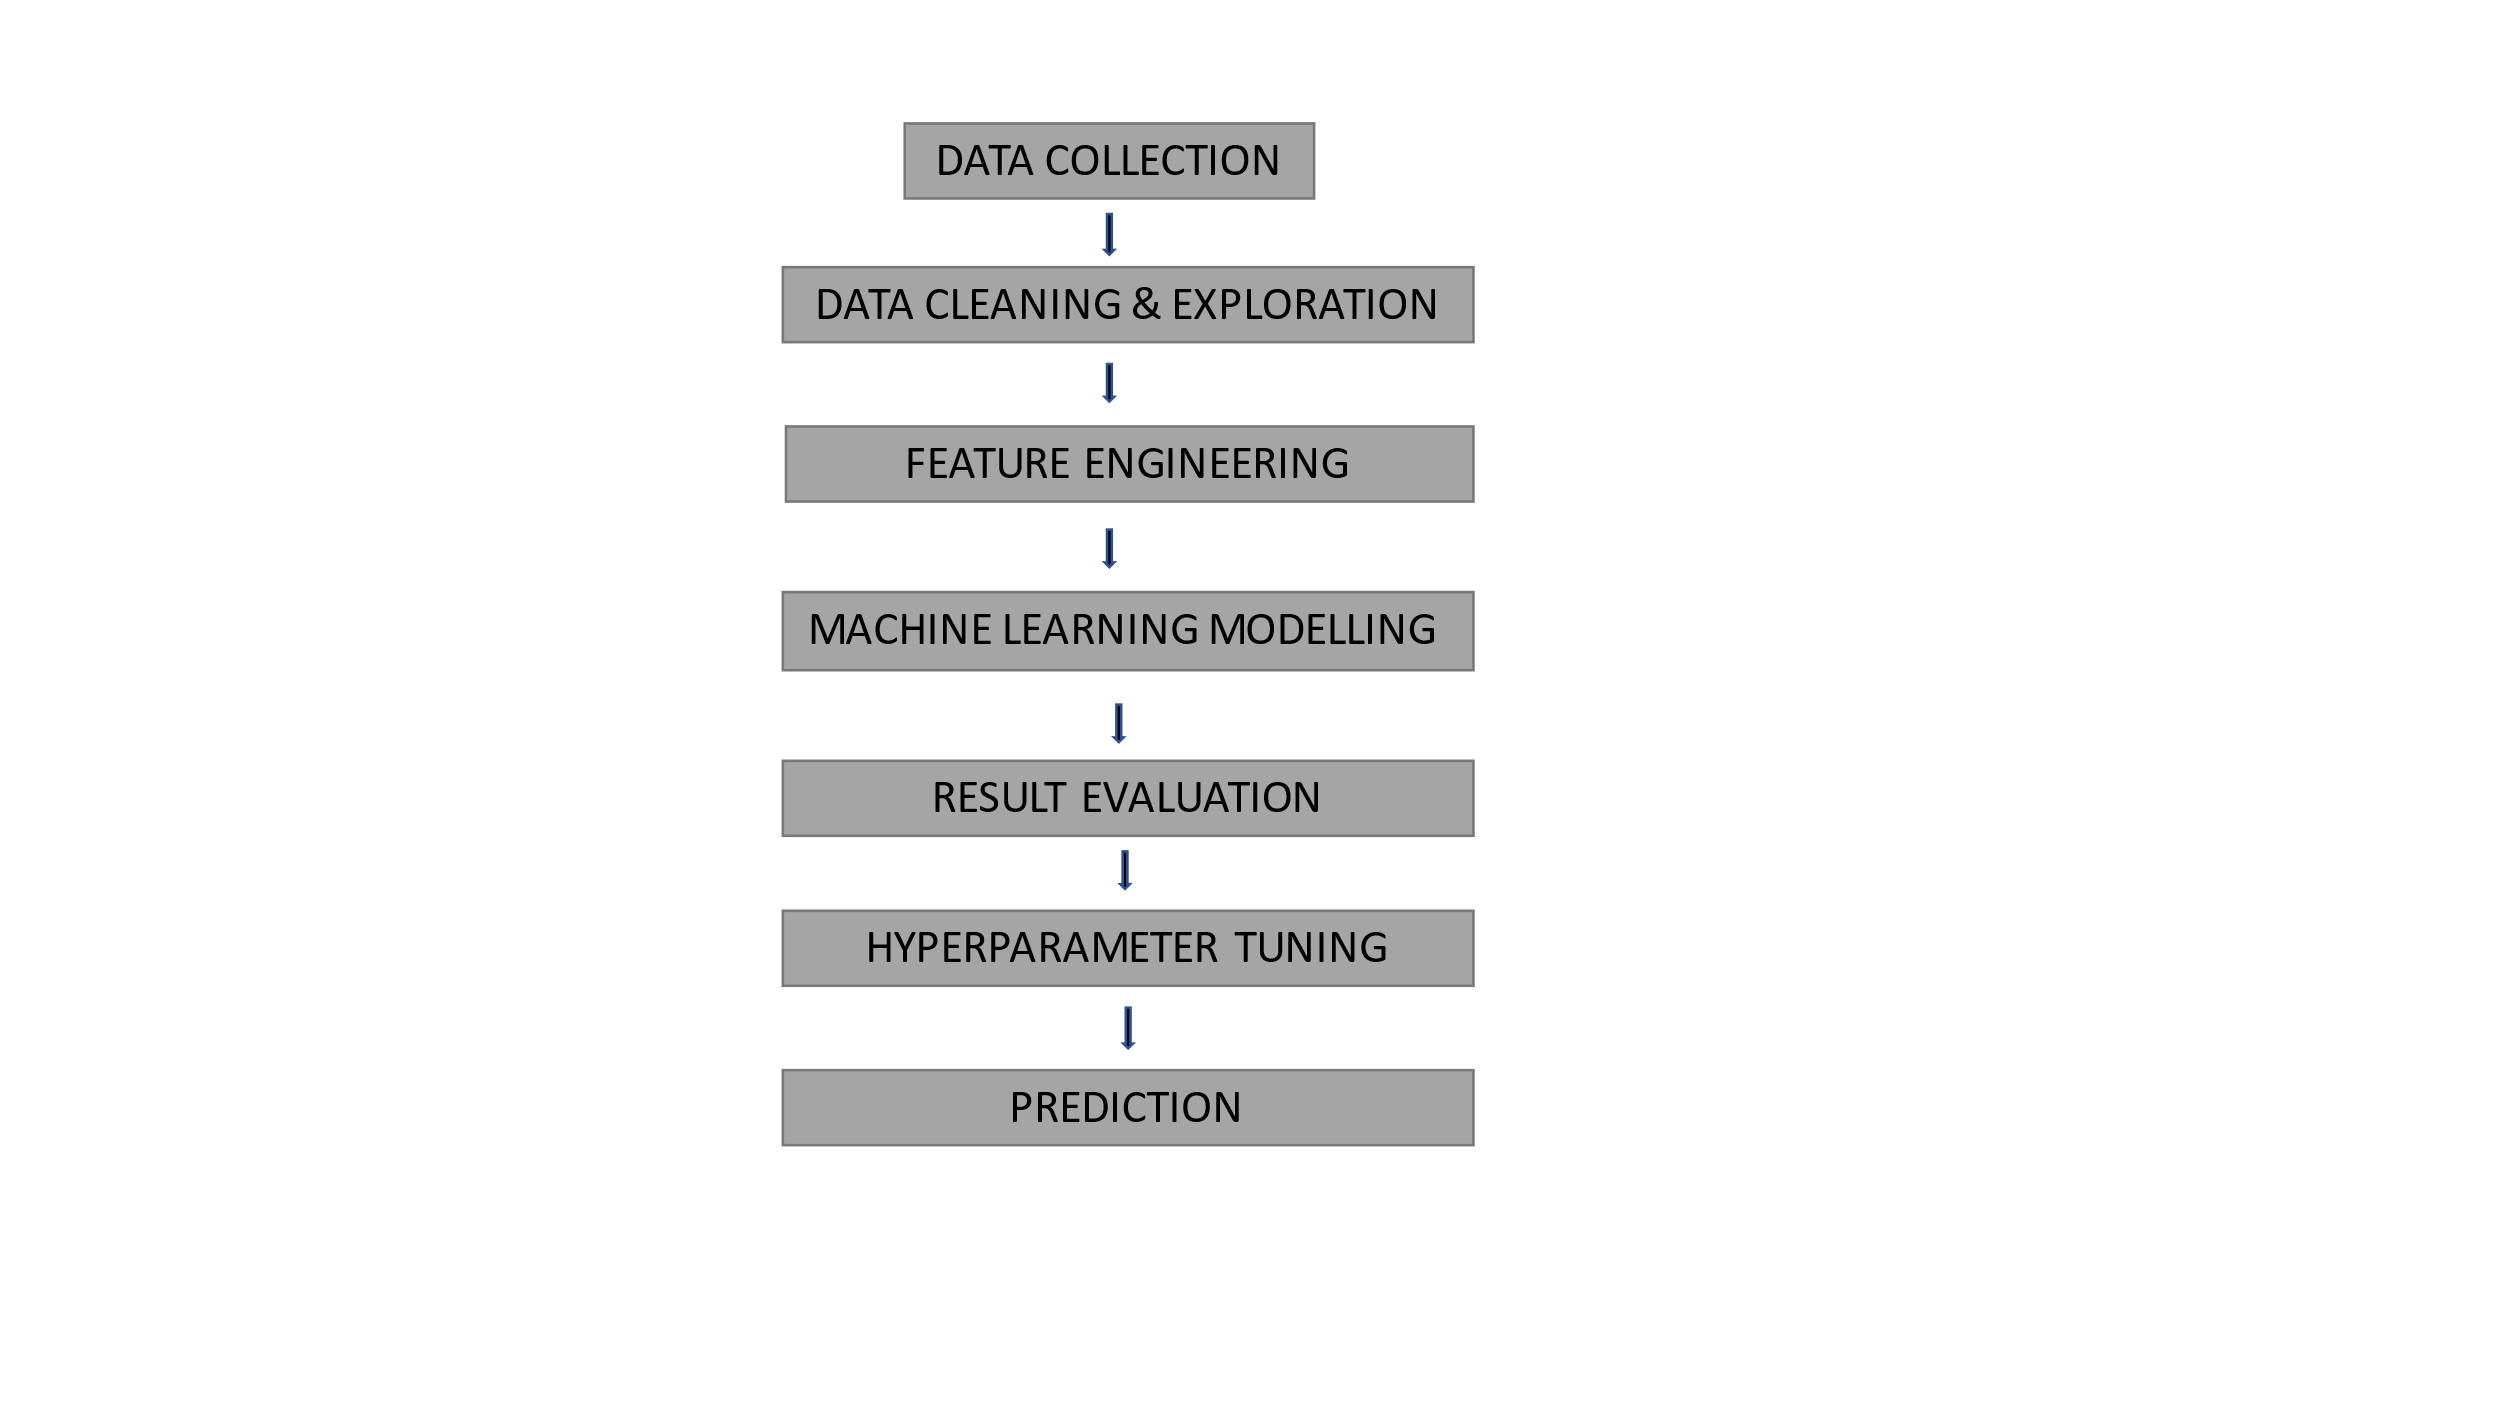 DATA COLLECTION
DATA CLEANING & EXPLORATION
FEATURE ENGINEERING
MACHINE LEARNING MODELLING
RESULT EVALUATION
HYPERPARAMETER TUNING
PREDICTION